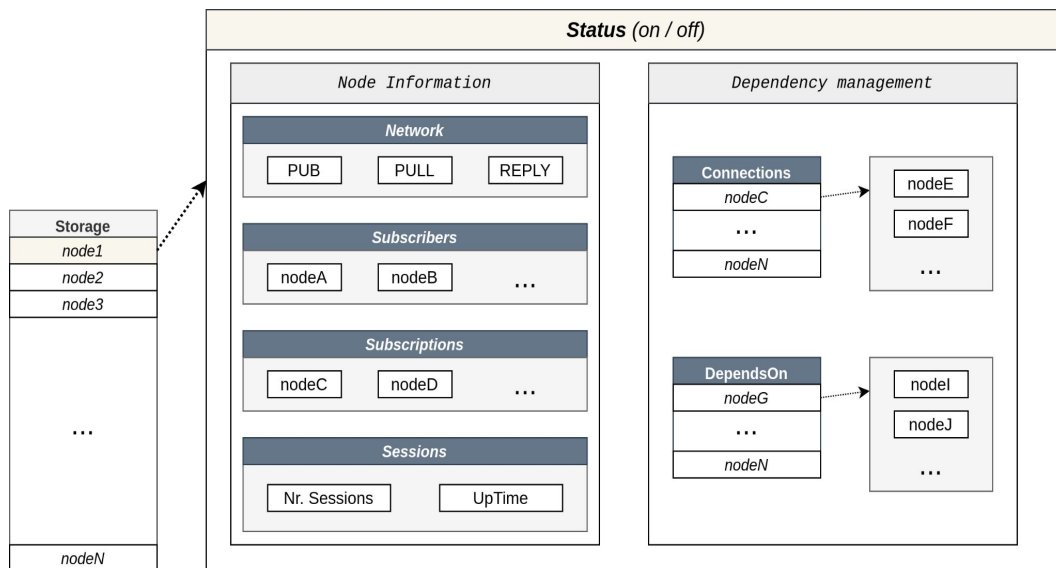 Status (on / off)
Storage
node1
node2
node3
...
nodeN
Node Information
Network
PUB PULL REPLY
Subscribers
nodeA nodeB ...
Subscriptions
nodeC nodeD ...
Sessions
Nr. Sessions UpTime
Dependency management
Connections
nodeC
...
nodeN
nodeE
nodeF
...
DependsOn
nodeG
...
nodeN
nodeI
nodeJ
...